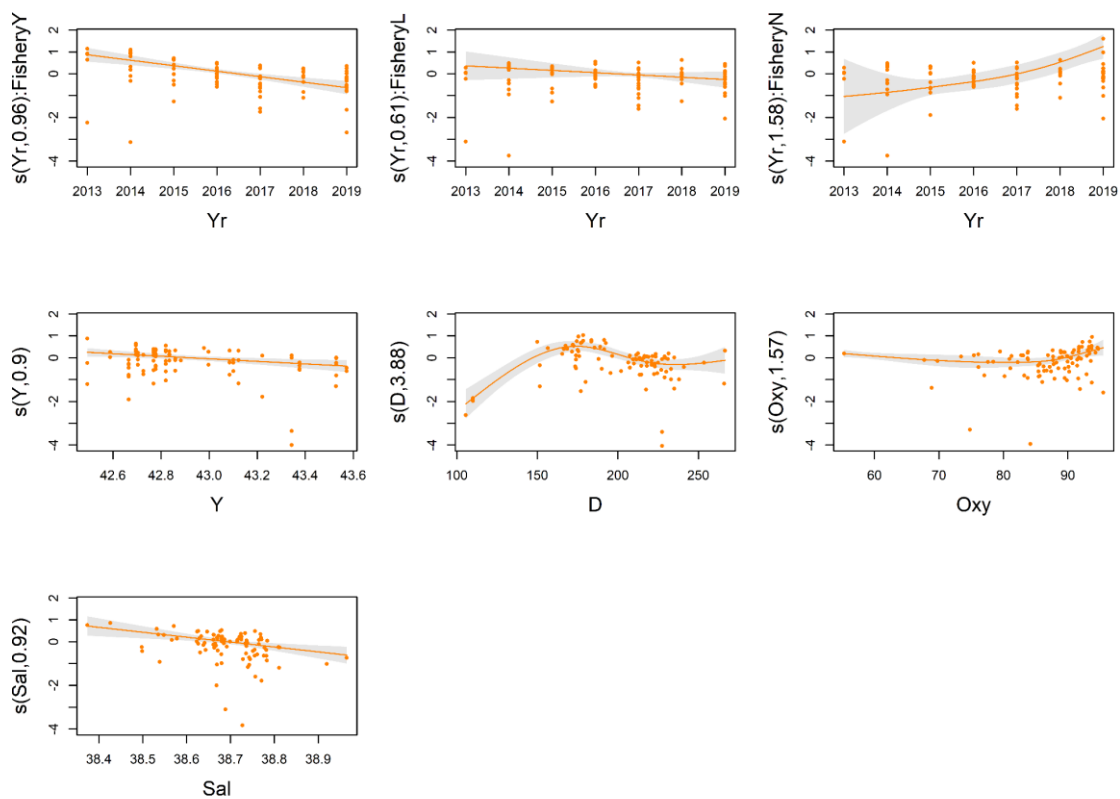 s(Yr,0.96):FisheryY
2
0
-2
-4
2013 2014 2015 2016 2017 2018 2019
Yr
s(Yr,0.61):FisheryL
2
1
0
-2
-4
2013 2014 2015 2016 2017 2018 2019
Yr
s(Yr,1.58):FisheryN
2
1
0
-2
-4
2013 2014 2015 2016 2017 2018 2019
Yr
s(Y,0.9)
2
1
0
-2
-4
42.6 42.8 43.0 43.2 43.4 43.6
Y
s(D,3.88)
2
1
0
-2
-4
100 150 200 250
D
s(Oxy,1.57)
2
1
0
-2
-4
60 70 80 90
Oxy
s(Sal,0.92)
2
1
0
-2
-4
38.4 38.5 38.6 38.7 38.8 38.9
Sal